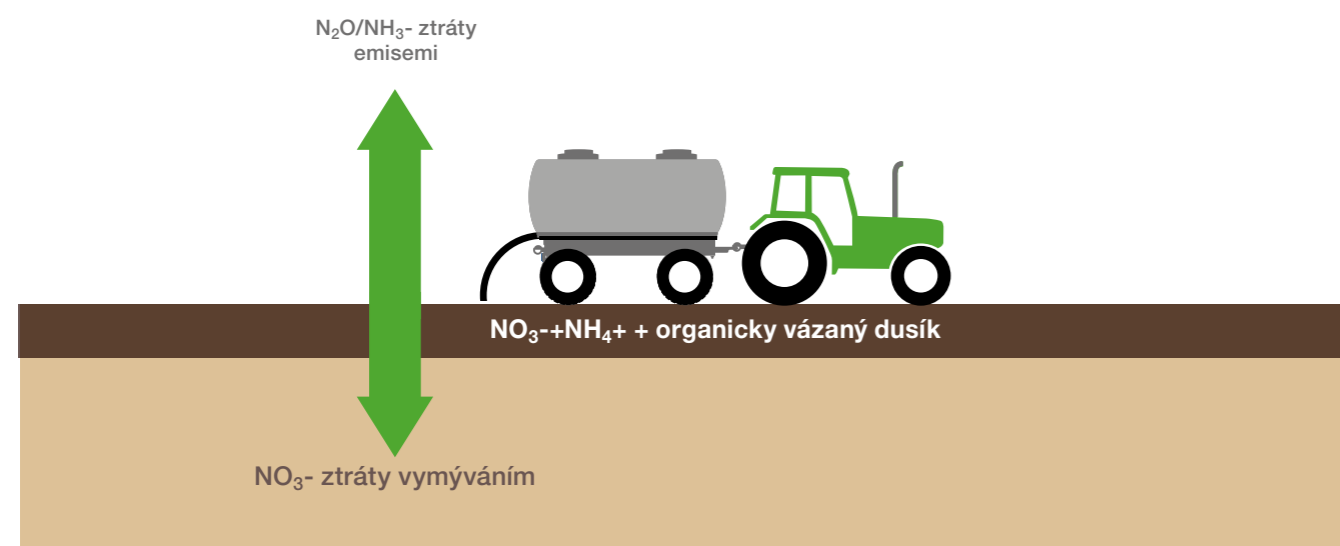 N₂O/NH₃- ztráty
emisemi
NO₃-+NH₄+ + organicky vázaný dusík
NO₃- ztráty vymýváním